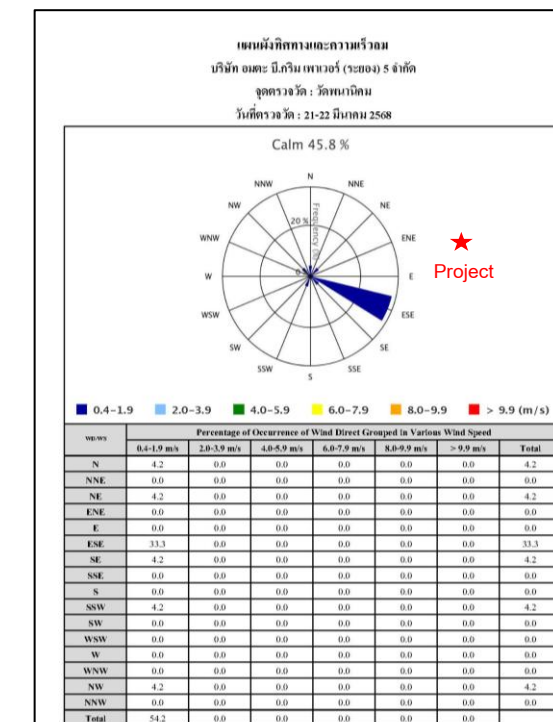 แผนผังทิศทางและความเร็วลม
บริษัท อมตะ บี.กริม เพาเวอร์ (ระยอง) 5 จำกัด
จุดตรวจวัด : วัดพนานิคม
วันที่ตรวจวัด : 21-22 มีนาคม 2568
Calm 45.8 %
N
NNW NNE
NW NE
20 %
Frequency (%)
WNW ENE
Project
W 0 % E
WSW ESE
SW SE
SSW SSE
S
0.4-1.9 2.0-3.9 4.0-5.9 6.0-7.9 8.0-9.9 > 9.9 (m/s)
WD/WS Percentage of Occurrence of Wind Direct Grouped in Various Wind Speed
0.4-1.9 m/s 2.0-3.9 m/s 4.0-5.9 m/s 6.0-7.9 m/s 8.0-9.9 m/s > 9.9 m/s Total
N 4.2 0.0 0.0 0.0 0.0 0.0 4.2
NNE 0.0 0.0 0.0 0.0 0.0 0.0 0.0
NE 4.2 0.0 0.0 0.0 0.0 0.0 4.2
ENE 0.0 0.0 0.0 0.0 0.0 0.0 0.0
E 0.0 0.0 0.0 0.0 0.0 0.0 0.0
ESE 33.3 0.0 0.0 0.0 0.0 0.0 33.3
SE 4.2 0.0 0.0 0.0 0.0 0.0 4.2
SSE 0.0 0.0 0.0 0.0 0.0 0.0 0.0
S 0.0 0.0 0.0 0.0 0.0 0.0 0.0
SSW 4.2 0.0 0.0 0.0 0.0 0.0 4.2
SW 0.0 0.0 0.0 0.0 0.0 0.0 0.0
WSW 0.0 0.0 0.0 0.0 0.0 0.0 0.0
W 0.0 0.0 0.0 0.0 0.0 0.0 0.0
WNW 0.0 0.0 0.0 0.0 0.0 0.0 0.0
NW 4.2 0.0 0.0 0.0 0.0 0.0 4.2
NNW 0.0 0.0 0.0 0.0 0.0 0.0 0.0
Total 54.2 0.0 0.0 0.0 0.0 0.0